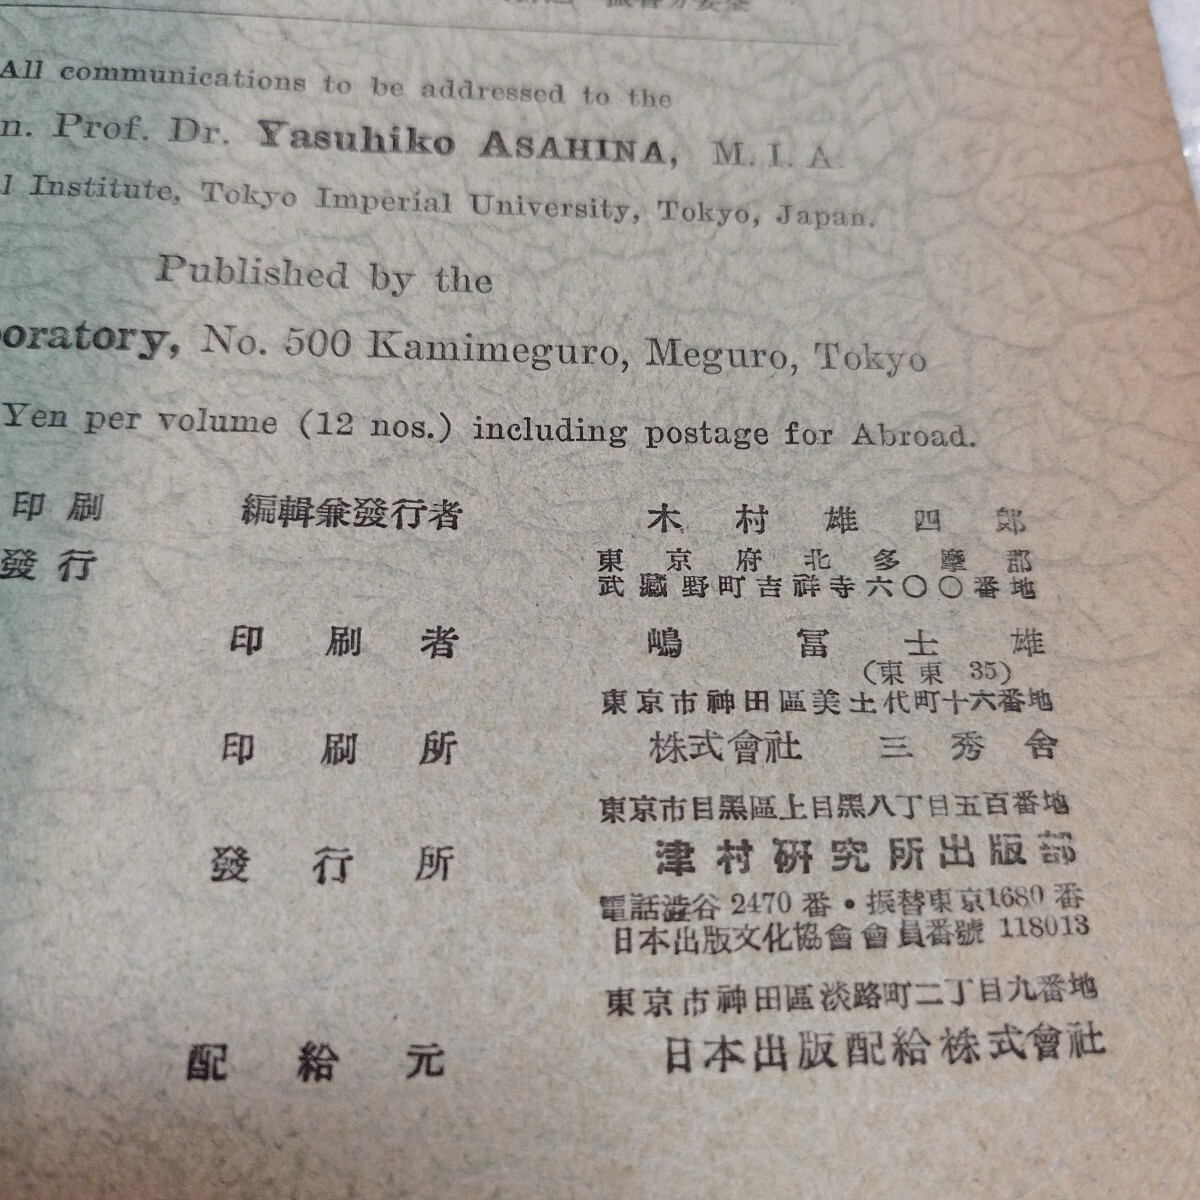 All communications to be addressed to the
n. Prof. Dr. Yasuhiko ASAHINA, M. I. A.
l Institute, Tokyo Imperial University, Tokyo, Japan.
Published by the
oratory, No. 500 Kamimeguro, Meguro, Tokyo
Yen per volume (12 nos.) including postage for Abroad.
印刷 編輯兼發行者 木村雄四郎
發行 東京府北多摩郡
武藏野町吉祥寺六〇〇番地
印刷者 嶋冨士雄
(東東 35)
東京市神田區美土代町十六番地
印刷所 株式會社 三秀舍
東京市目黑區上目黑八丁目五百番地
發行所 津村硏究所出版部
電話澁谷 2470 番・振替東京1680 番
日本出版文化協會會員番號 118013
東京市神田區淡路町二丁目九番地
配給元 日本出版配給株式會社